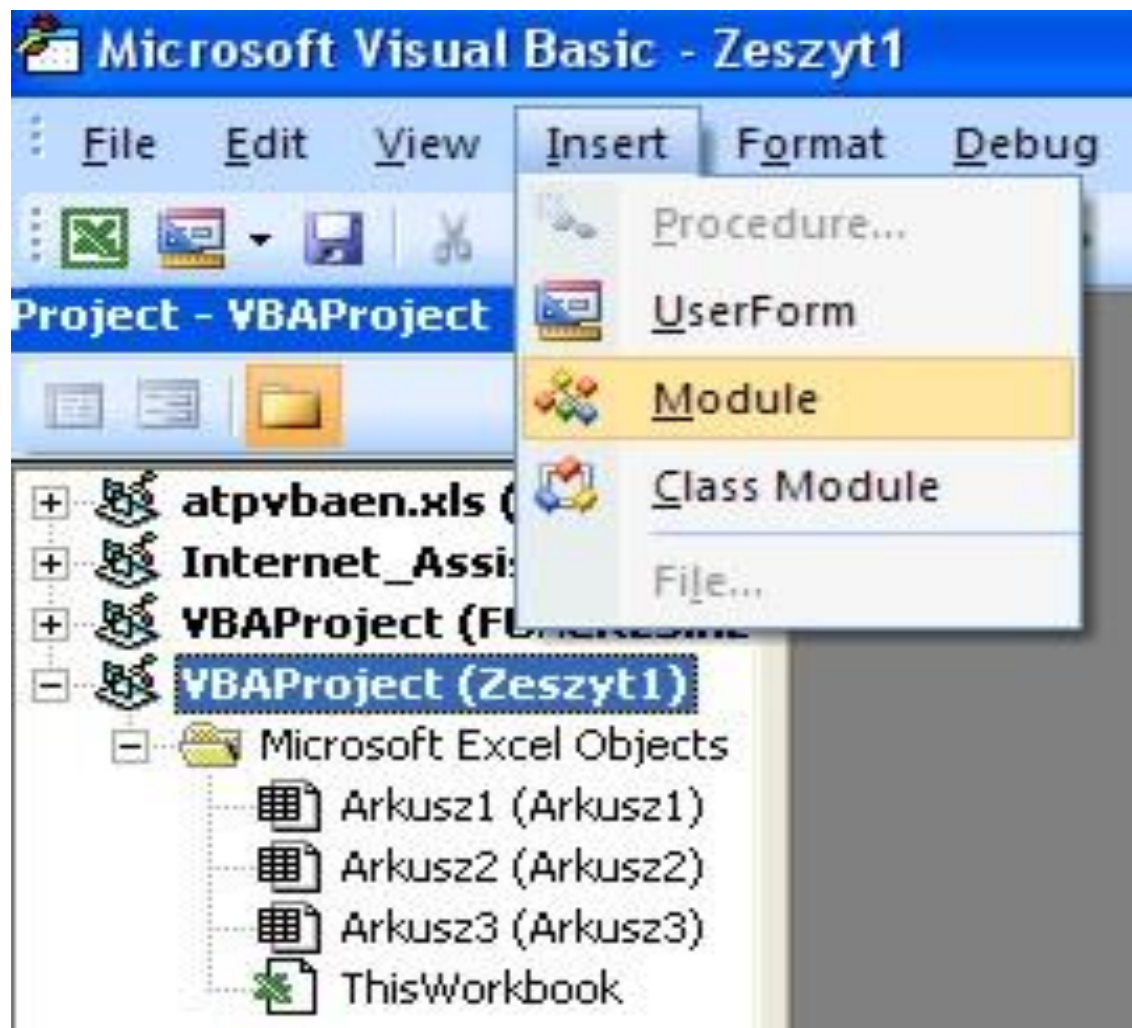 Microsoft Visual Basic - Zeszyt1
File Edit View Insert Format Debug
Procedure...
UserForm
Module
Class Module
File...
Project - VBAProject
atpvbaen.xls (
Internet_Assis
VBAProject (
VBAProject (Zeszyt1)
Microsoft Excel Objects
Arkusz1 (Arkusz1)
Arkusz2 (Arkusz2)
Arkusz3 (Arkusz3)
ThisWorkbook